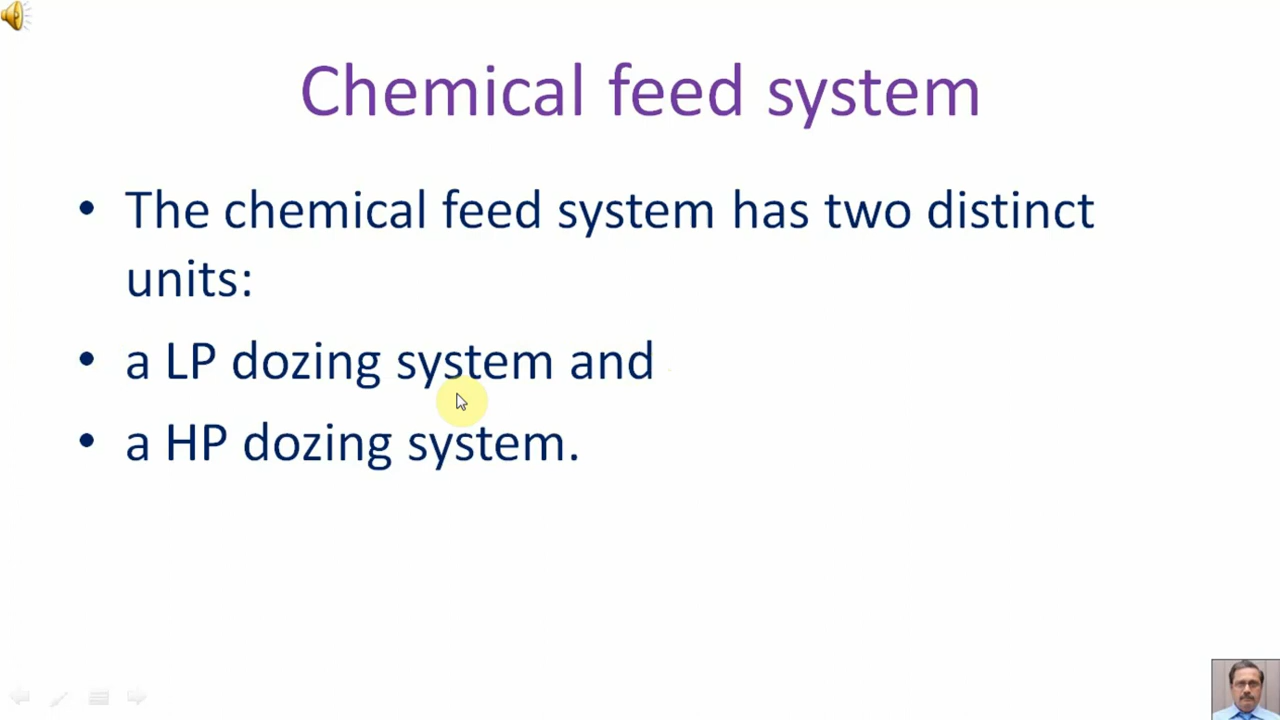 Chemical feed system
• The chemical feed system has two distinct
units:
• a LP dozing system and
• a HP dozing system.